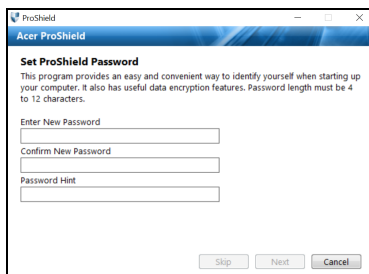 ProShield
Acer ProShield
Set ProShield Password
This program provides an easy and convenient way to identify yourself when starting up
your computer. It also has useful data encryption features. Password length must be 4
to 12 characters.
Enter New Password
Confirm New Password
Password Hint
Skip Next Cancel